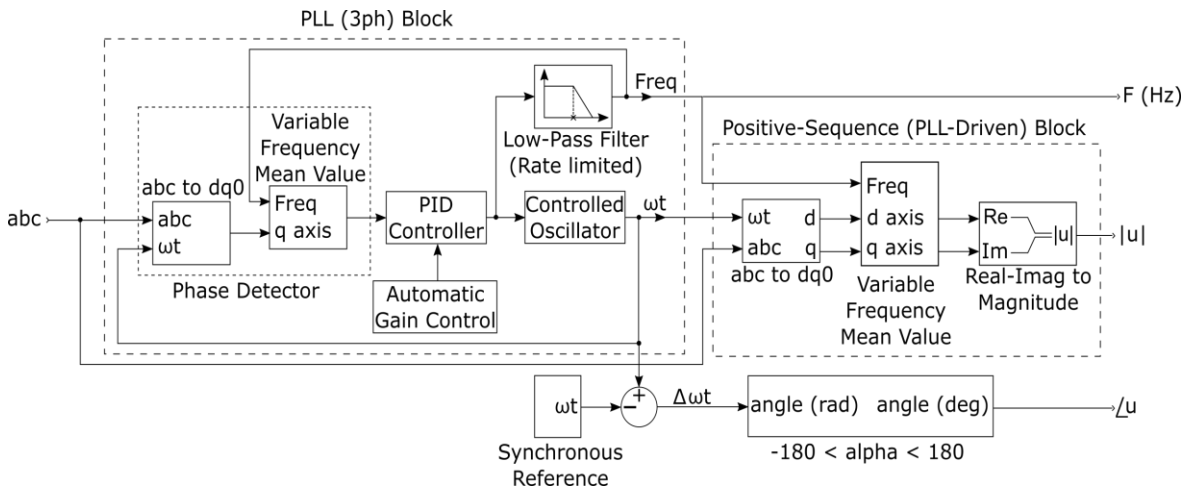 PLL (3ph) Block
Freq
F (Hz)
Low-Pass Filter
(Rate limited)
Variable
Frequency
Mean Value
abc to dq0
abc
abc
ωt
Freq
q axis
Phase Detector
PID
Controller
Automatic
Gain Control
Controlled
Oscillator
ωt
Positive-Sequence (PLL-Driven) Block
ωt
d
abc
q
abc to dq0
Freq
d axis
q axis
Variable
Frequency
Mean Value
Re
Im
|u|
Real-Imag to
Magnitude
|u|
ωt
Synchronous
Reference
+
−
Δωt
angle (rad) angle (deg)
-180 < alpha < 180
∠u